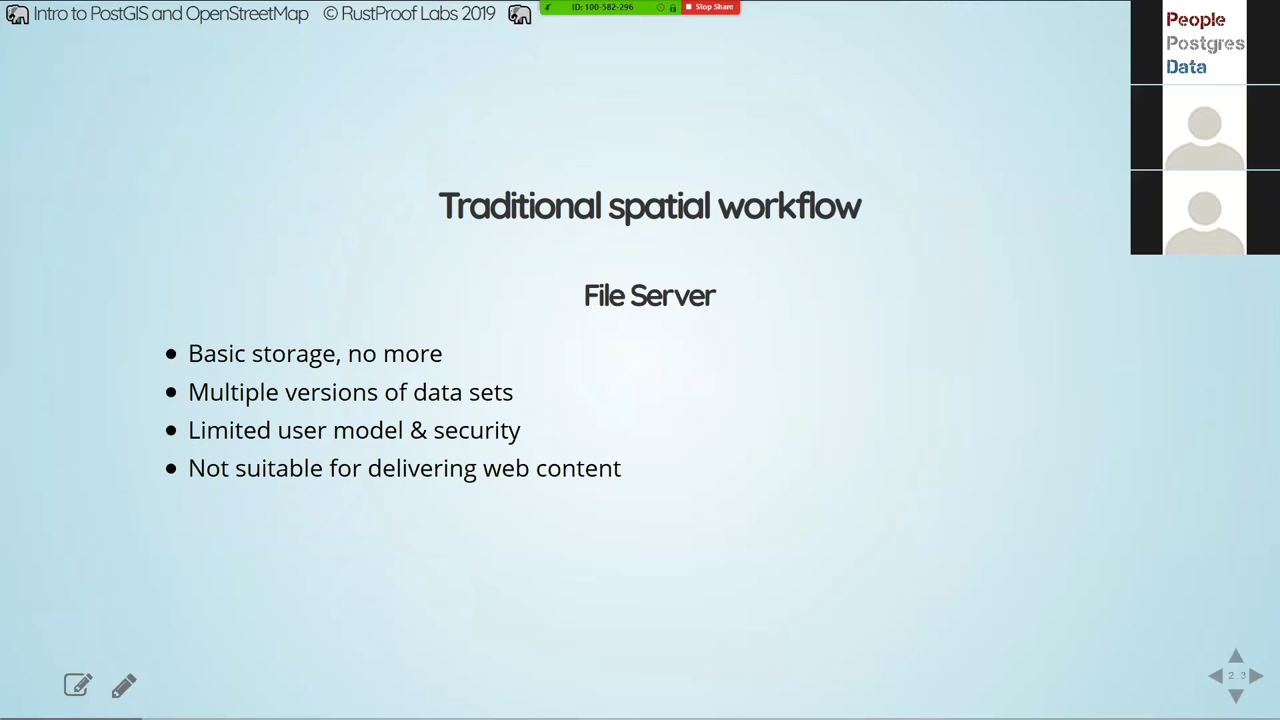 Intro to PostGIS and OpenStreetMap © RustProof Labs 2019
ID: 100-582-296
Stop Share
People
Postgres
Data
Traditional spatial workflow
File Server
Basic storage, no more
Multiple versions of data sets
Limited user model & security
Not suitable for delivering web content
2.3